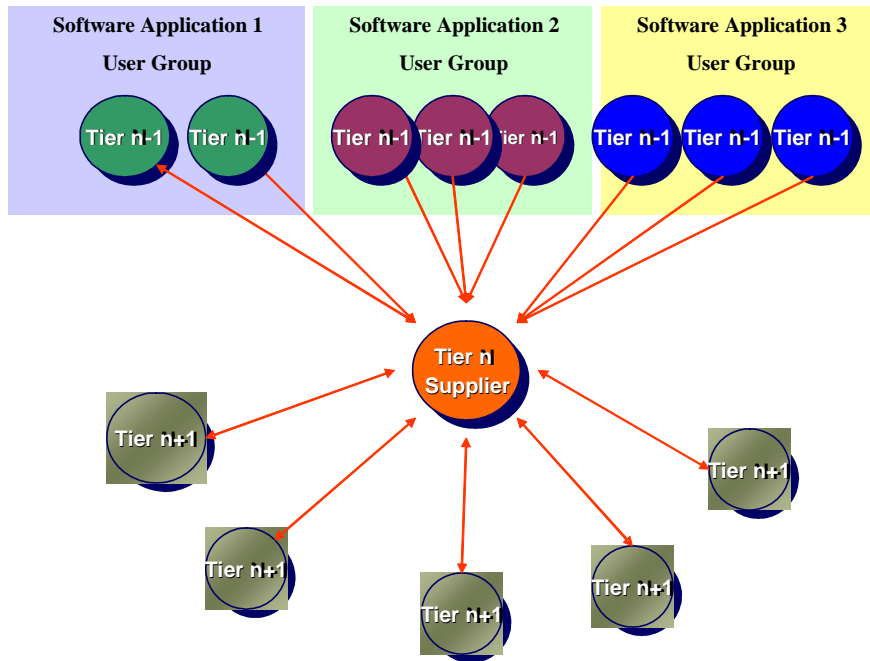 Software Application 1
User Group
Software Application 2
User Group
Software Application 3
User Group
Tier n-1
Tier n-1
Tier n-1
Tier n-1
Tier n-1
Tier n-1
Tier n-1
Tier n-1
Tier n
Supplier
Tier n+1
Tier n+1
Tier n+1
Tier n+1
Tier n+1